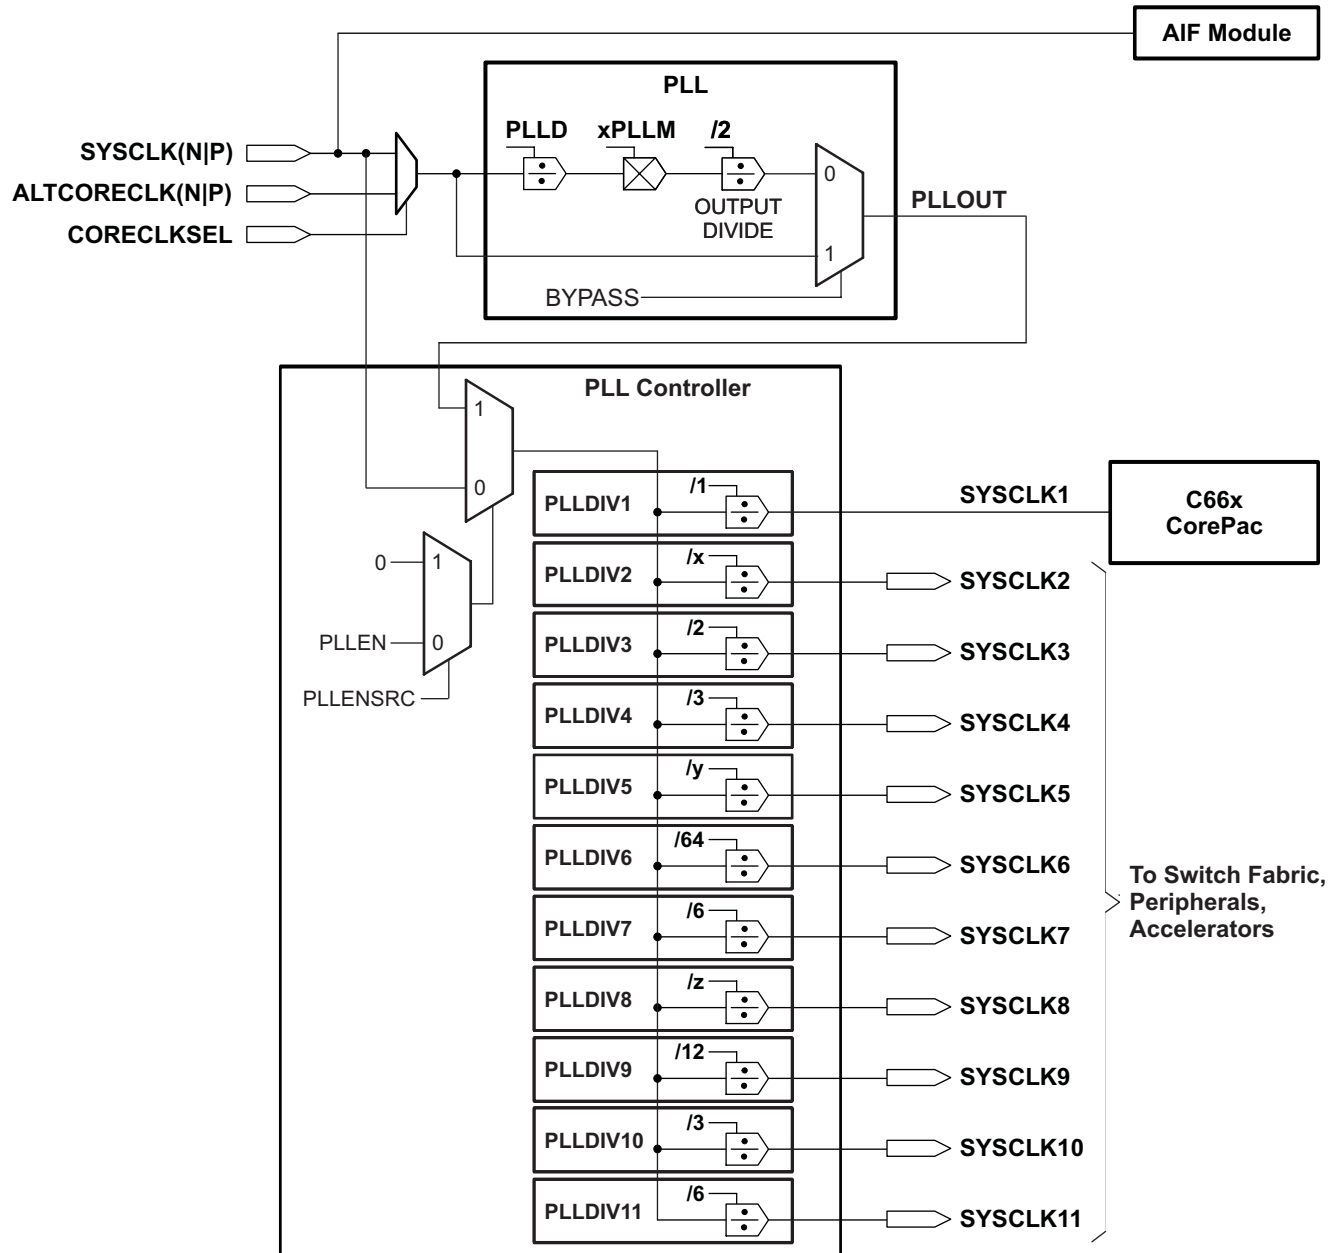 AIF Module
PLL
PLLD
xPLLM
/2
SYSCLK(N|P)
ALTCORECLK(N|P)
CORECLKSEL
0
OUTPUT
DIVIDE
PLLOUT
1
BYPASS
PLL Controller
1
0
0
1
PLLEN
0
PLLENSRC
PLLDIV1
/1
SYSCLK1
C66x
CorePac
PLLDIV2
/x
SYSCLK2
PLLDIV3
/2
SYSCLK3
PLLDIV4
/3
SYSCLK4
PLLDIV5
/y
SYSCLK5
PLLDIV6
/64
SYSCLK6
To Switch Fabric,
Peripherals,
Accelerators
PLLDIV7
/6
SYSCLK7
PLLDIV8
/z
SYSCLK8
PLLDIV9
/12
SYSCLK9
PLLDIV10
/3
SYSCLK10
PLLDIV11
/6
SYSCLK11